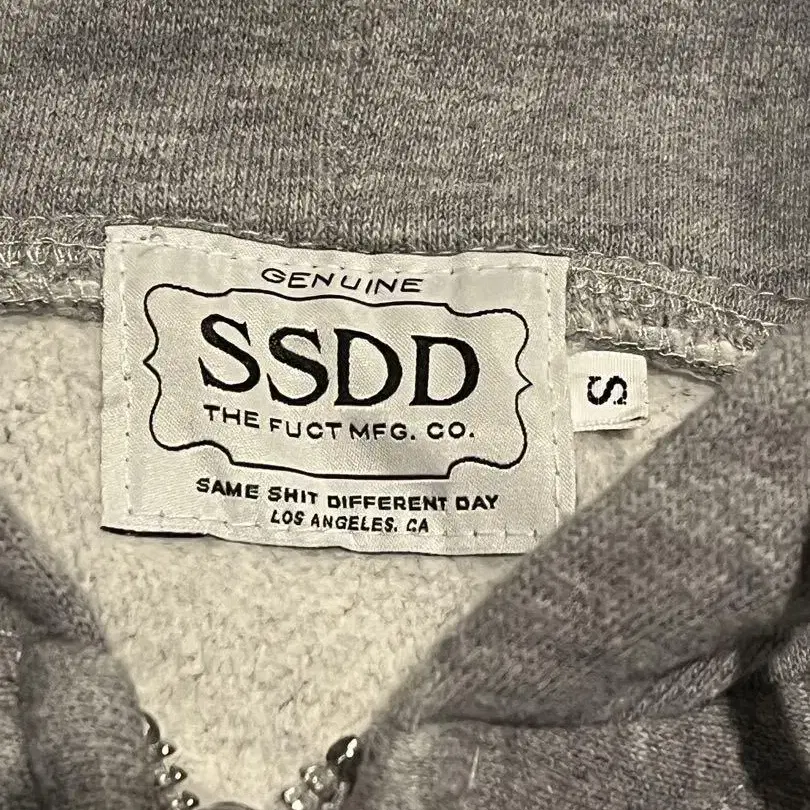 GENUINE
SSDD
THE FUCT MFG. CO.
SAME SHIT DIFFERENT DAY
LOS ANGELES, CA
S